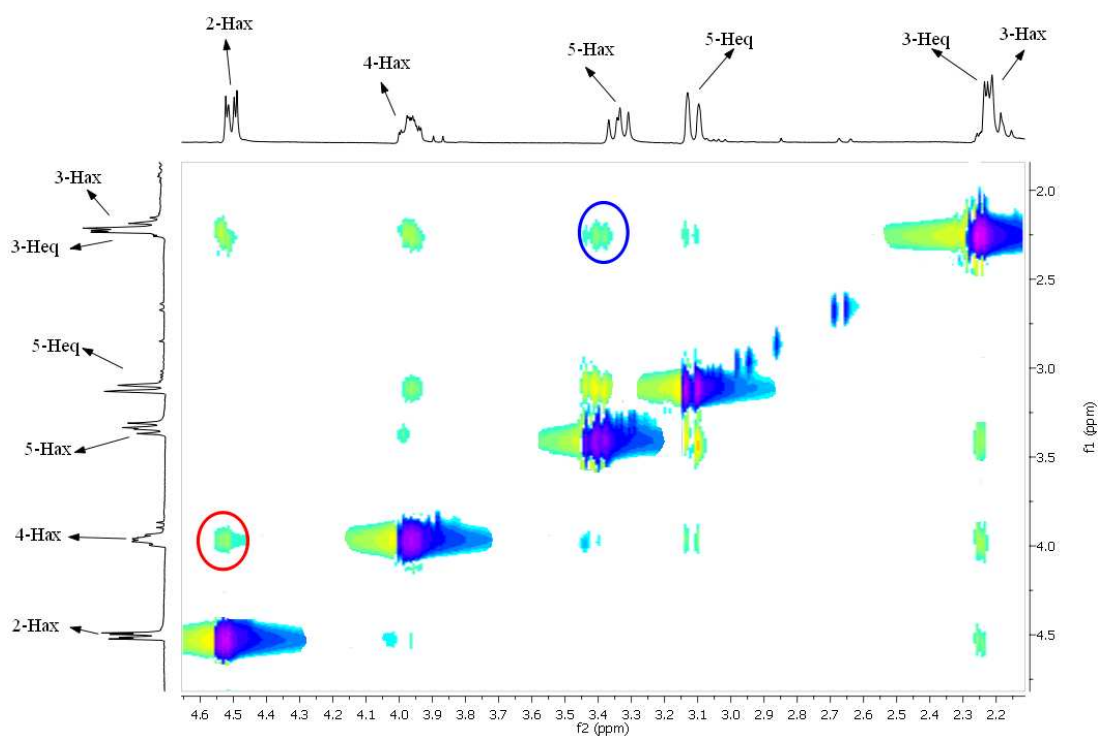 2-Hax
4-Hax
5-Hax
5-Heq
3-Heq
3-Hax
3-Hax
3-Heq
5-Heq
5-Hax
4-Hax
2-Hax
2.0
2.5
3.0
3.5
4.0
4.5
f1 (ppm)
4.6 4.5 4.4 4.3 4.2 4.1 4.0 3.9 3.8 3.7 3.6 3.5 3.4 3.3 3.2 3.1 3.0 2.9 2.8 2.7 2.6 2.5 2.4 2.3 2.2
f2 (ppm)